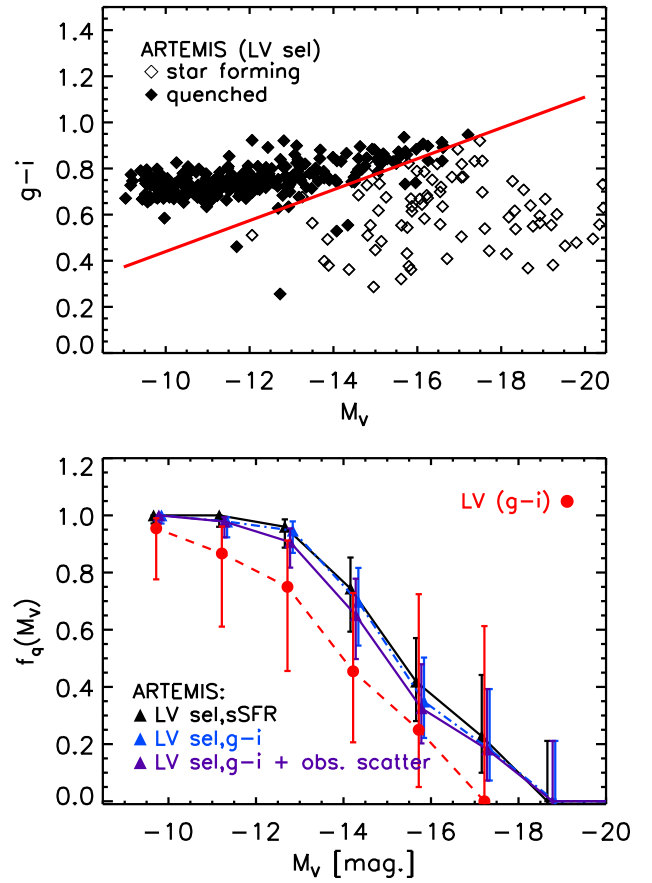 1.4
1.2
1.0
0.8
0.6
0.4
0.2
0.0
g−i
ARTEMIS (LV sel)
star forming
quenched
−10 −12 −14 −16 −18 −20
Mv
1.2
1.0
0.8
0.6
0.4
0.2
0.0
fq(Mv)
LV (g−i)
ARTEMIS:
LV sel,sSFR
LV sel,g−i
LV sel,g−i + obs. scatter
−10 −12 −14 −16 −18 −20
Mv [mag.]